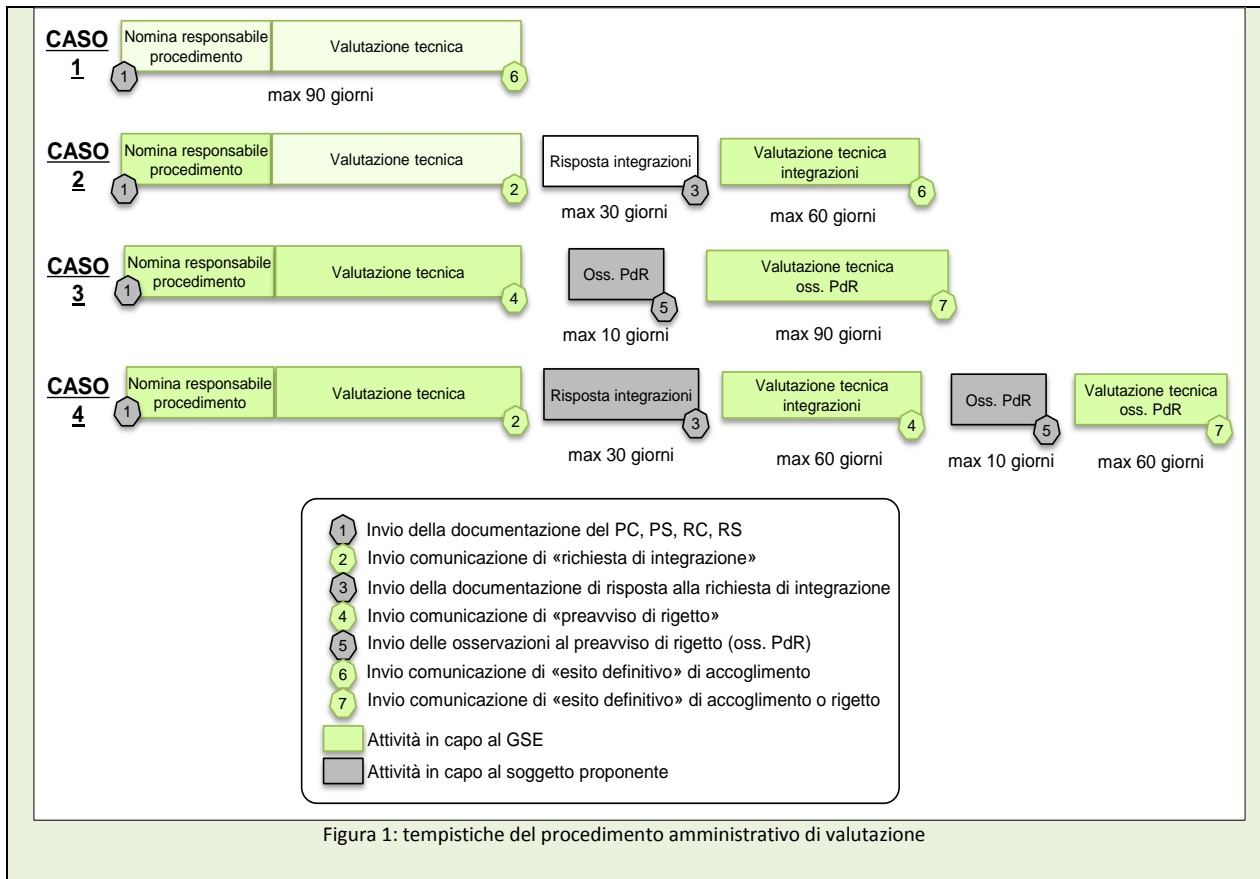 CASO
1
Nomina responsabile
procedimento
Valutazione tecnica
1
6
max 90 giorni
CASO
2
Nomina responsabile
procedimento
Valutazione tecnica
Risposta integrazioni
Valutazione tecnica
integrazioni
1
2
3
6
max 30 giorni
max 60 giorni
CASO
3
Nomina responsabile
procedimento
Valutazione tecnica
Oss. PdR
Valutazione tecnica
oss. PdR
1
4
5
7
max 10 giorni
max 90 giorni
CASO
4
Nomina responsabile
procedimento
Valutazione tecnica
Risposta integrazioni
Valutazione tecnica
integrazioni
Oss. PdR
Valutazione tecnica
oss. PdR
1
2
3
4
5
7
max 30 giorni
max 60 giorni
max 10 giorni
max 60 giorni
1 Invio della documentazione del PC, PS, RC, RS
2 Invio comunicazione di «richiesta di integrazione»
3 Invio della documentazione di risposta alla richiesta di integrazione
4 Invio comunicazione di «preavviso di rigetto»
5 Invio delle osservazioni al preavviso di rigetto (oss. PdR)
6 Invio comunicazione di «esito definitivo» di accoglimento
7 Invio comunicazione di «esito definitivo» di accoglimento o rigetto
Attività in capo al GSE
Attività in capo al soggetto proponente
Figura 1: tempistiche del procedimento amministrativo di valutazione